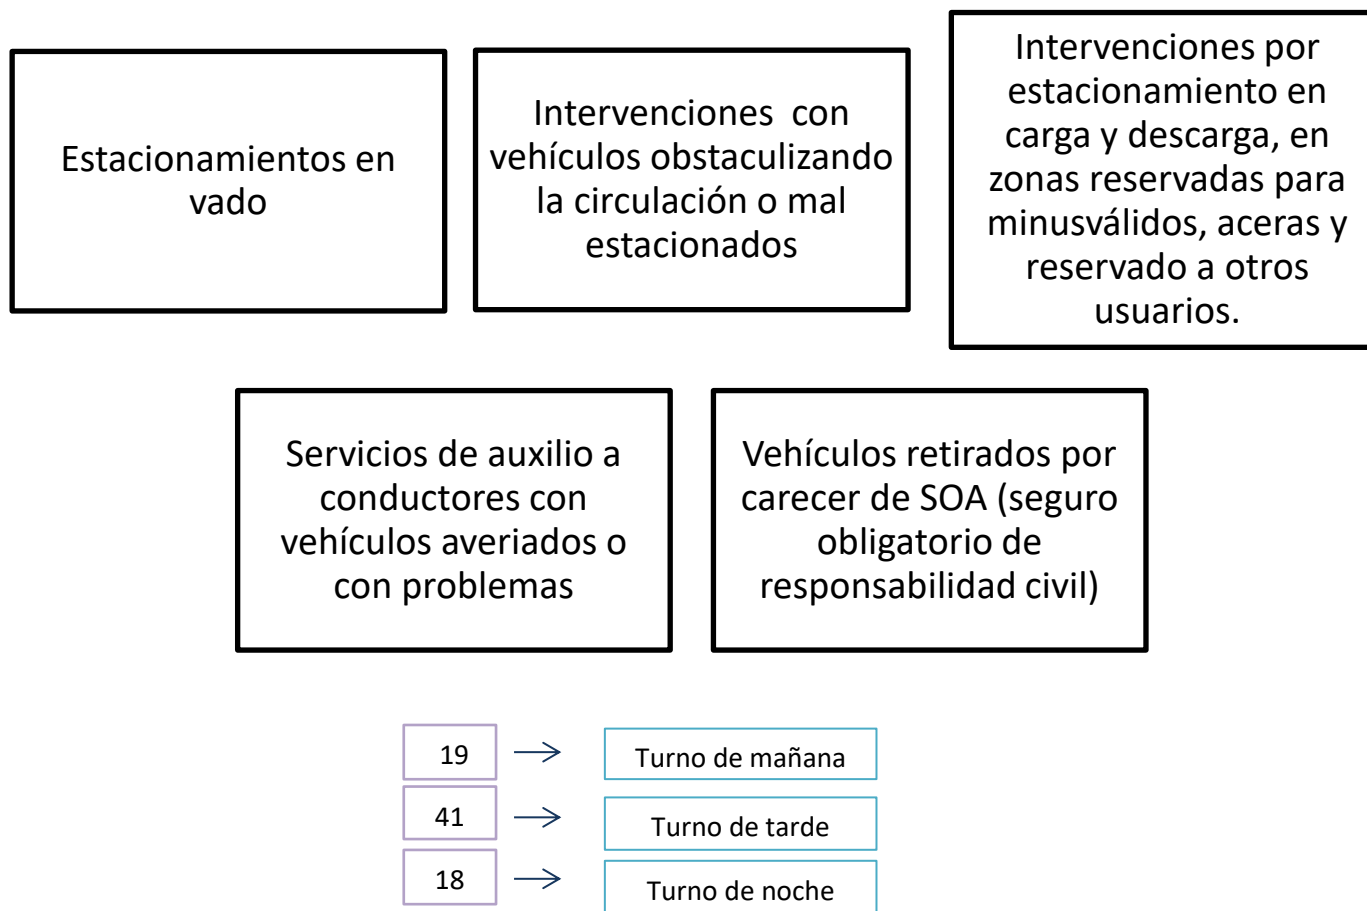 Estacionamientos en
vado
Intervenciones con
vehículos obstaculizando
la circulación o mal
estacionados
Intervenciones por
estacionamiento en
carga y descarga, en
zonas reservadas para
minusválidos, aceras y
reservado a otros
usuarios.
Servicios de auxilio a
conductores con
vehículos averiados o
con problemas
Vehículos retirados por
carecer de SOA (seguro
obligatorio de
responsabilidad civil)
19 → Turno de mañana
41 → Turno de tarde
18 → Turno de noche